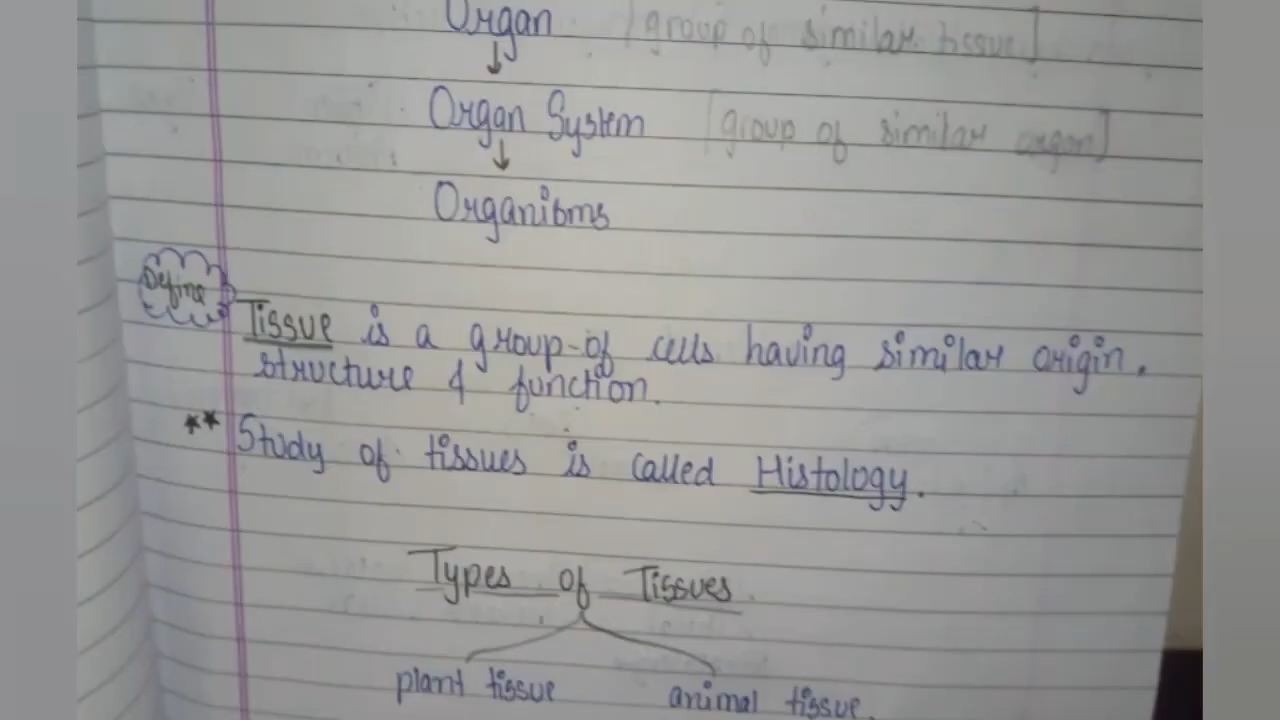 Organ [group of similar tissue]
↓
Organ System [group of similar organ]
↓
Organisms
Define
Tissue is a group of cells having similar origin.
structure & function.
** Study of tissues is called Histology.
Types of Tissues
plant tissue animal tissue.